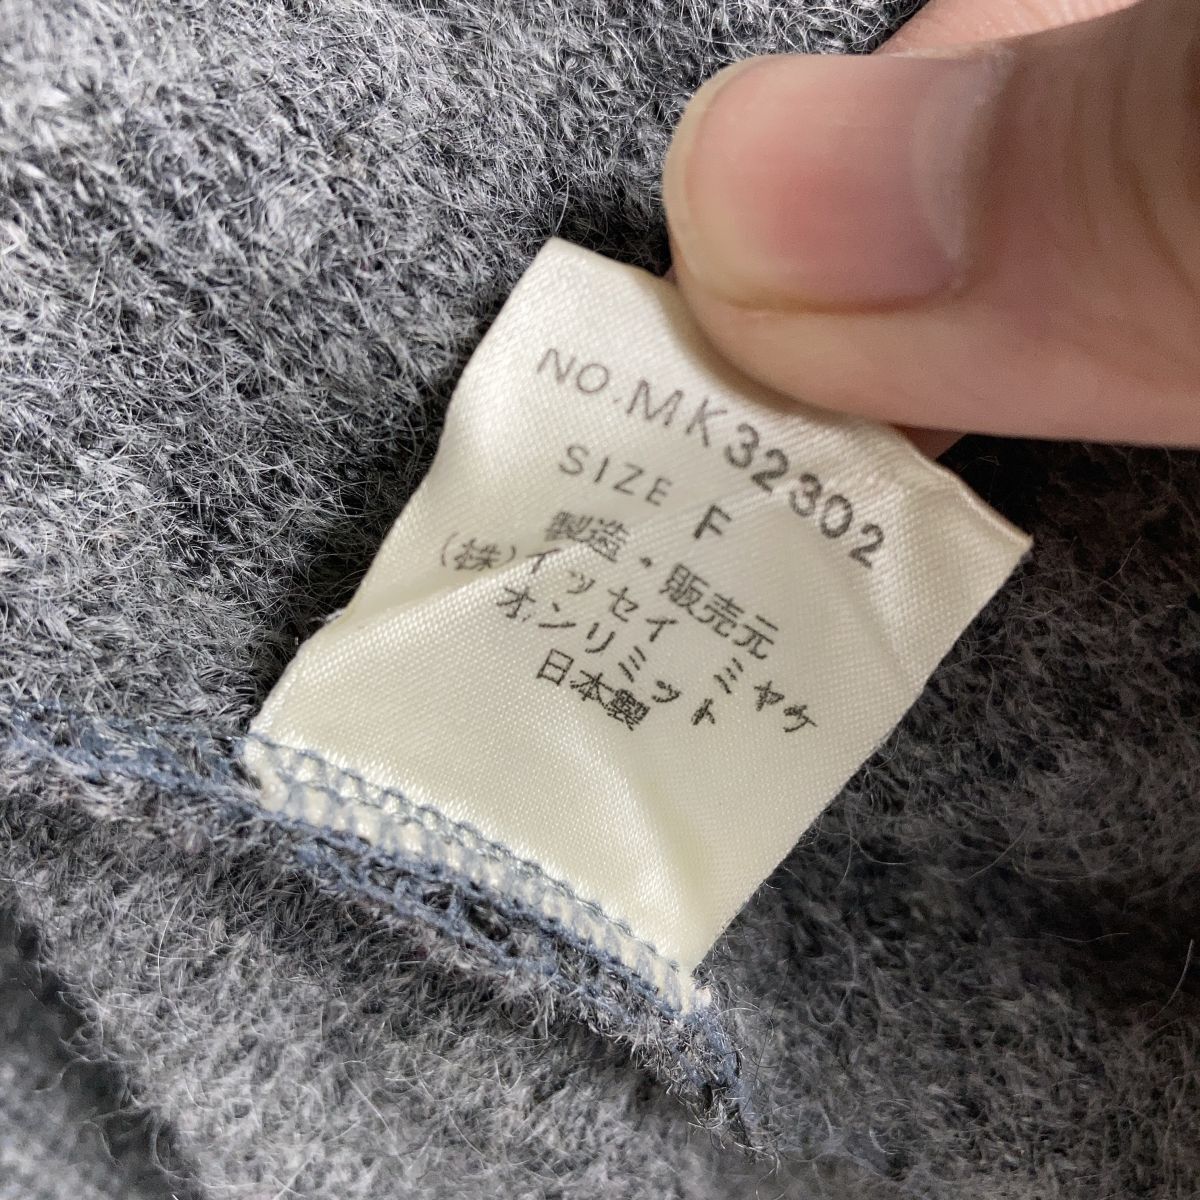 NO.MK32302
SIZE F
製造・販売元
(株)イッセイ ミヤケ
オンリミット
日本製